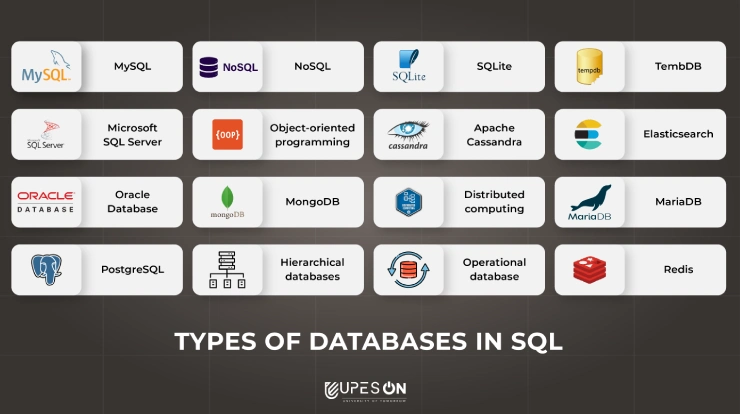 MySQL
MySQL
NoSQL
NoSQL
SQLite
SQLite
tempdb
TembDB
SQL Server
Microsoft
SQL Server
{OOP}
Object-oriented
programming
cassandra
Apache
Cassandra
Elasticsearch
ORACLE
DATABASE
Oracle
Database
mongoDB
MongoDB
Distributed
computing
MariaDB
MariaDB
PostgreSQL
Hierarchical
databases
Operational
database
Redis
TYPES OF DATABASES IN SQL
UPES ON
UNIVERSITY OF TOMORROW